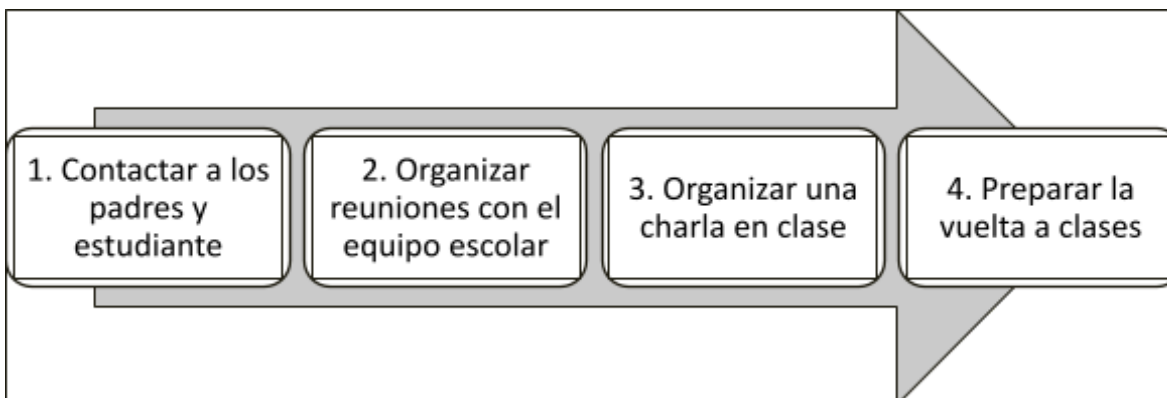 1. Contactar a los
padres y
estudiante
2. Organizar
reuniones con el
equipo escolar
3. Organizar una
charla en clase
4. Preparar la
vuelta a clases